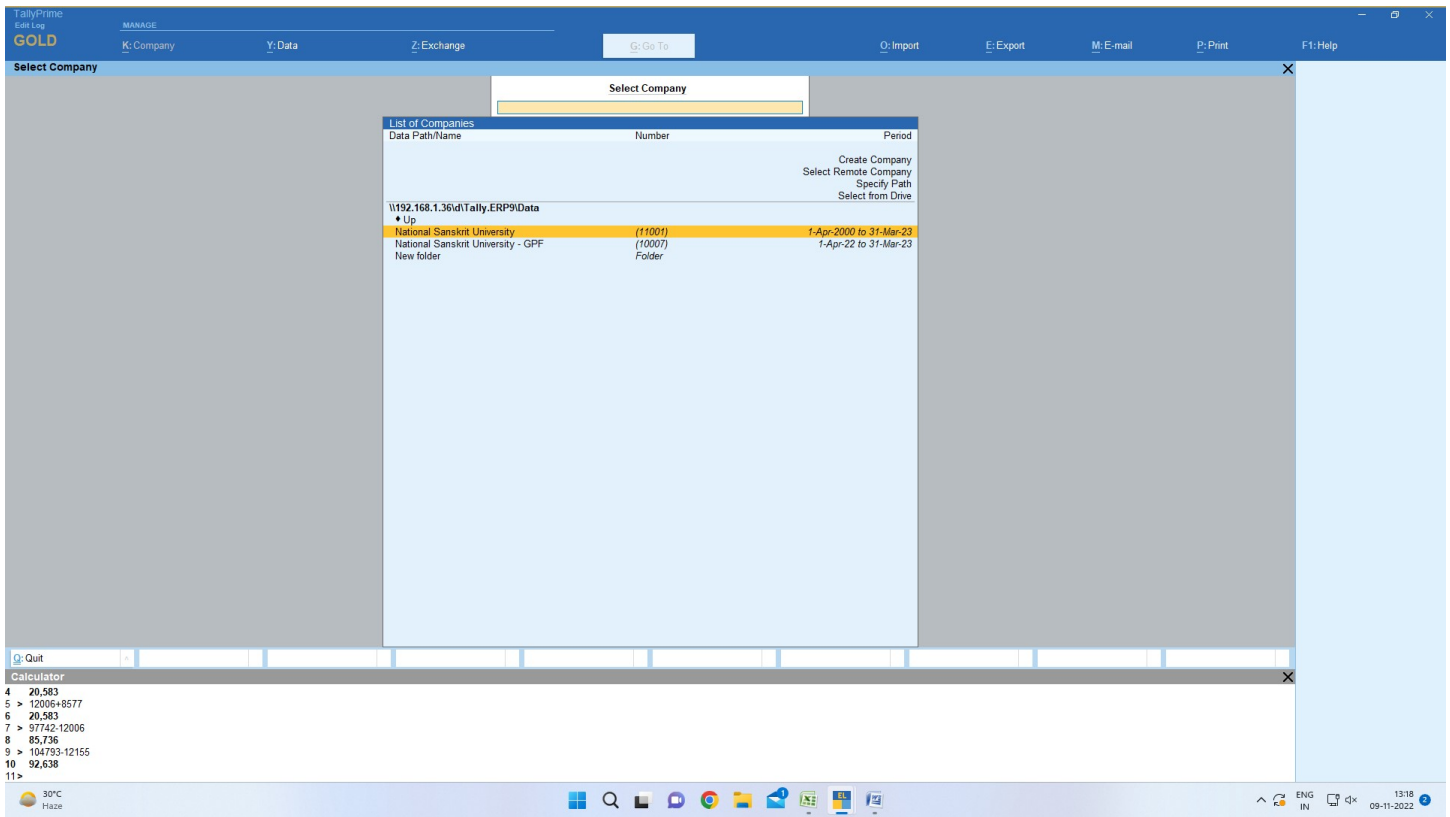 TallyPrime
Edit Log
GOLD
MANAGE
K: Company Y: Data Z: Exchange G: Go To O: Import E: Export M: E-mail P: Print F1: Help
Select Company
Select Company
List of Companies
Data Path/Name Number Period
Create Company
Select Remote Company
Specify Path
Select from Drive
\\192.168.1.36\d\Tally.ERP9\Data
♦ Up
National Sanskrit University (11001) 1-Apr-2000 to 31-Mar-23
National Sanskrit University - GPF (10007) 1-Apr-22 to 31-Mar-23
New folder Folder
Q: Quit
Calculator
4 20,583
5 > 12006+8577
6 20,583
7 > 97742-12006
8 85,736
9 > 104793-12155
10 92,638
11 >
30°C
Haze
1
EL
ENG
IN
13:18
09-11-2022
2